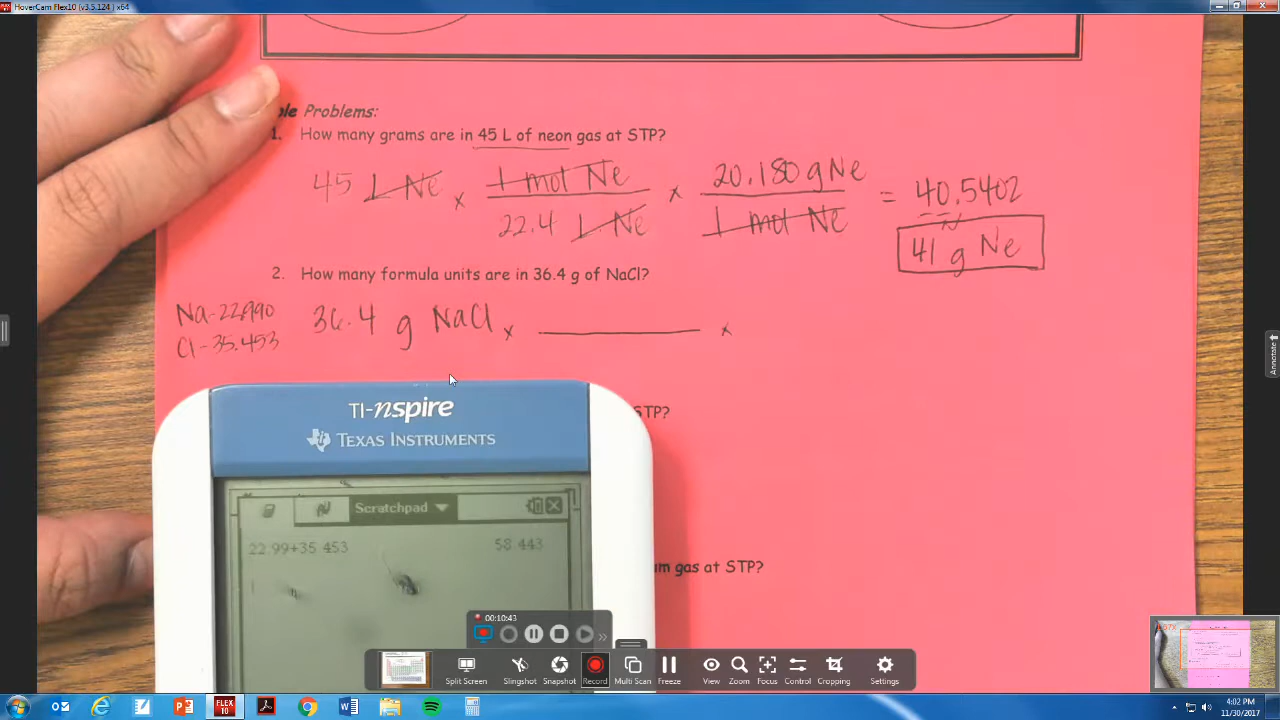 HoverCam Flex10 (v3.5.124 ) x64
ple Problems:
1. How many grams are in 45 L of neon gas at STP?
45 L Ne × 1 mol Ne × 20.180 g Ne = 40.5402
22.4 L Ne 1 mol Ne
41 g Ne
2. How many formula units are in 36.4 g of NaCl?
Na-22.990
36.4 g NaCl × ×
Cl-35.453
STP?
TI-nspire
TEXAS INSTRUMENTS
Scratchpad
22.99+35.453 58.443
um gas at STP?
Annotate
00:10:43
Split Screen Slingshot Snapshot Record Multi Scan Freeze View Zoom Focus Control Cropping Settings
FLEX 10
4:02 PM
11/30/2017